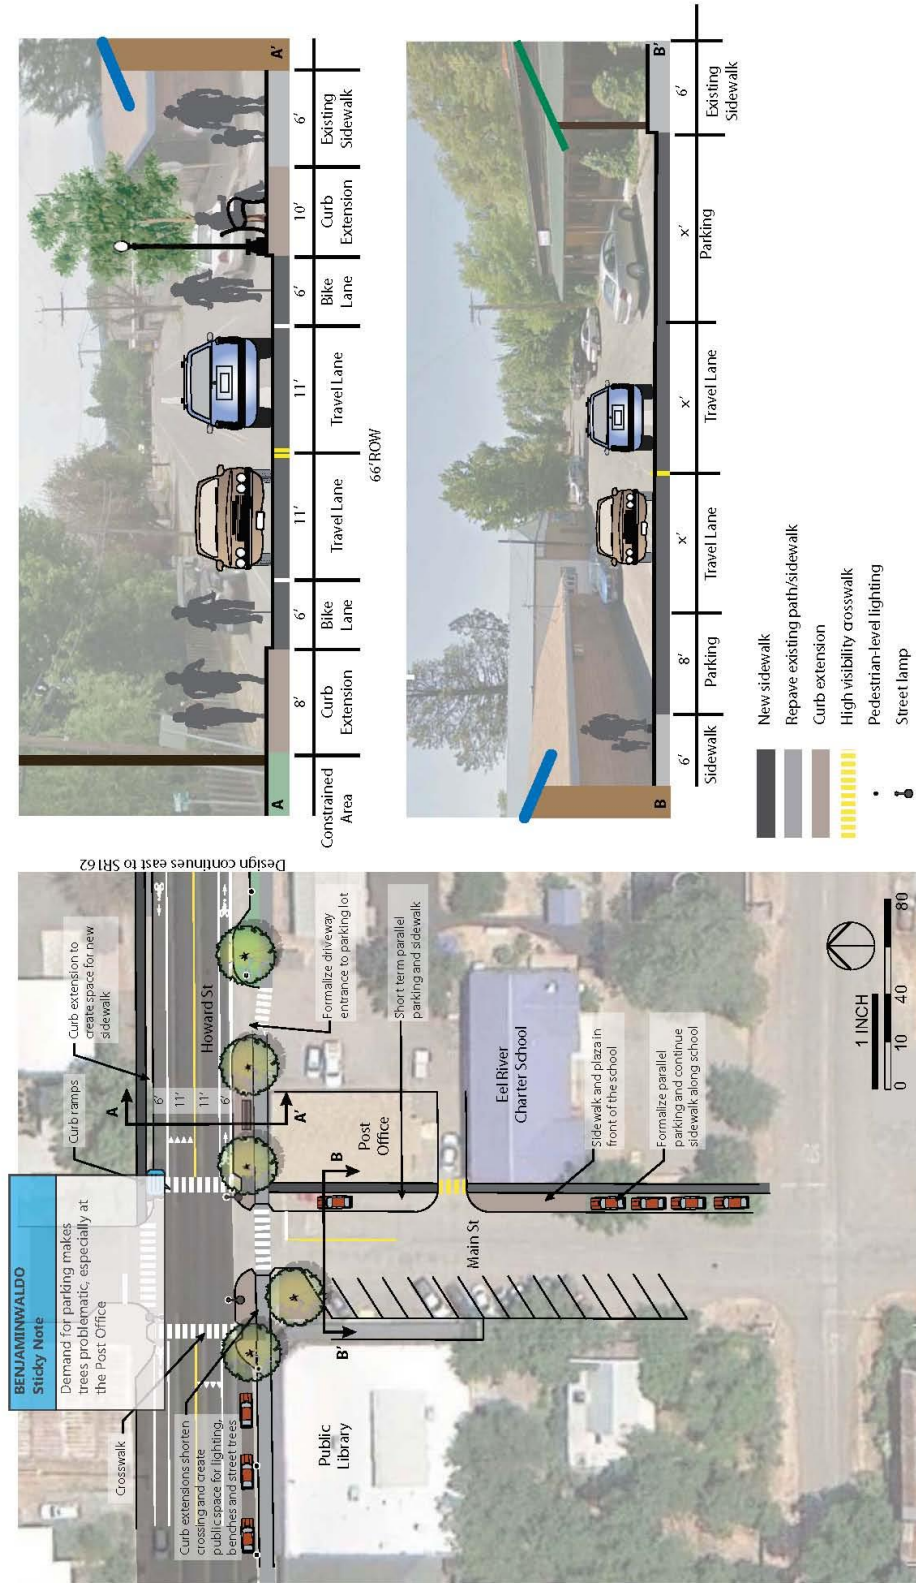 BENJAMINWALDO
Sticky Note
Demand for parking makes
trees problematic, especially at
the Post Office
Crosswalk
Curb ramps
Curb extension to
create space for new
sidewalk
Design continues east to SR162
A
6'
11'
11'
6'
A'
Howard St
Curb extensions shorten
crossing and create
public space for lighting,
benches and street trees
Formalize driveway
entrance to parking lot
Post
Office
B
B'
Short term parallel
parking and sidewalk
Public
Library
Main St
Eel River
Charter School
Sidewalk and plaza in
front of the school
Formalize parallel
parking and continue
sidewalk along school
1 INCH
0
10
40
80
A
A'
8'
6'
11'
11'
6'
10'
6'
Constrained
Area
Curb
Extension
Bike
Lane
Travel Lane
Travel Lane
Bike
Lane
Curb
Extension
Existing
Sidewalk
66' ROW
B
B'
6'
Sidewalk
8'
Parking
x'
Travel Lane
x'
Travel Lane
x'
Parking
6'
Existing
Sidewalk
New sidewalk
Repave existing path/sidewalk
Curb extension
High visibility crosswalk
Pedestrian-level lighting
Street lamp